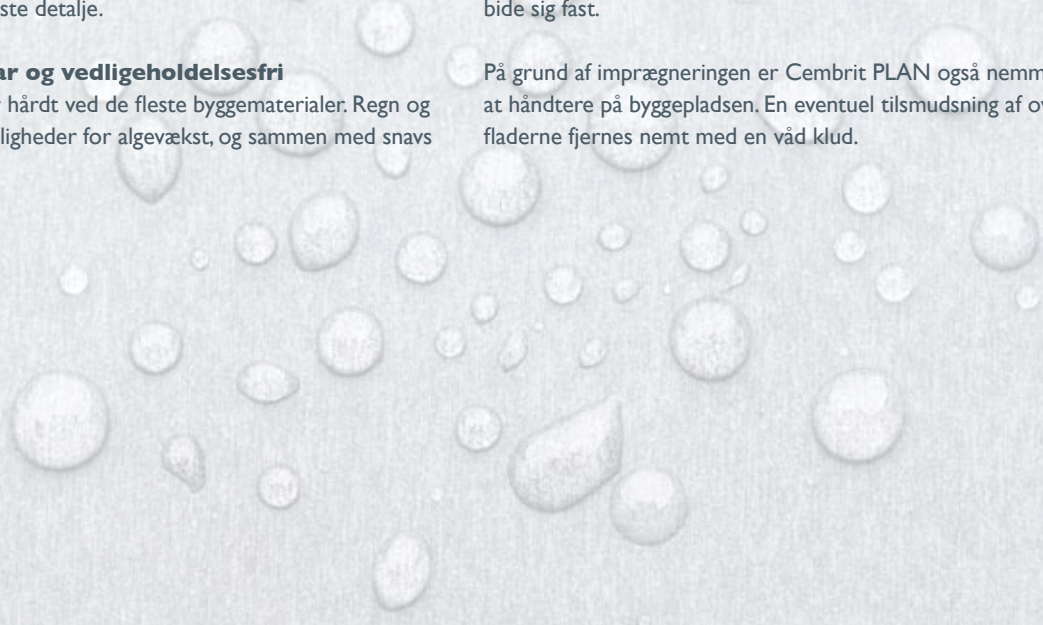 ste detalje.
ar og vedligeholdelsesfri
hårdt ved de fleste byggematerialer. Regn og
ligheder for algevækst, og sammen med snavs
bide sig fast.
På grund af imprægneringen er Cembrit PLAN også nemm
at håndtere på byggepladsen. En eventuel tilsmudsning af ov
fladerne fjernes nemt med en våd klud.